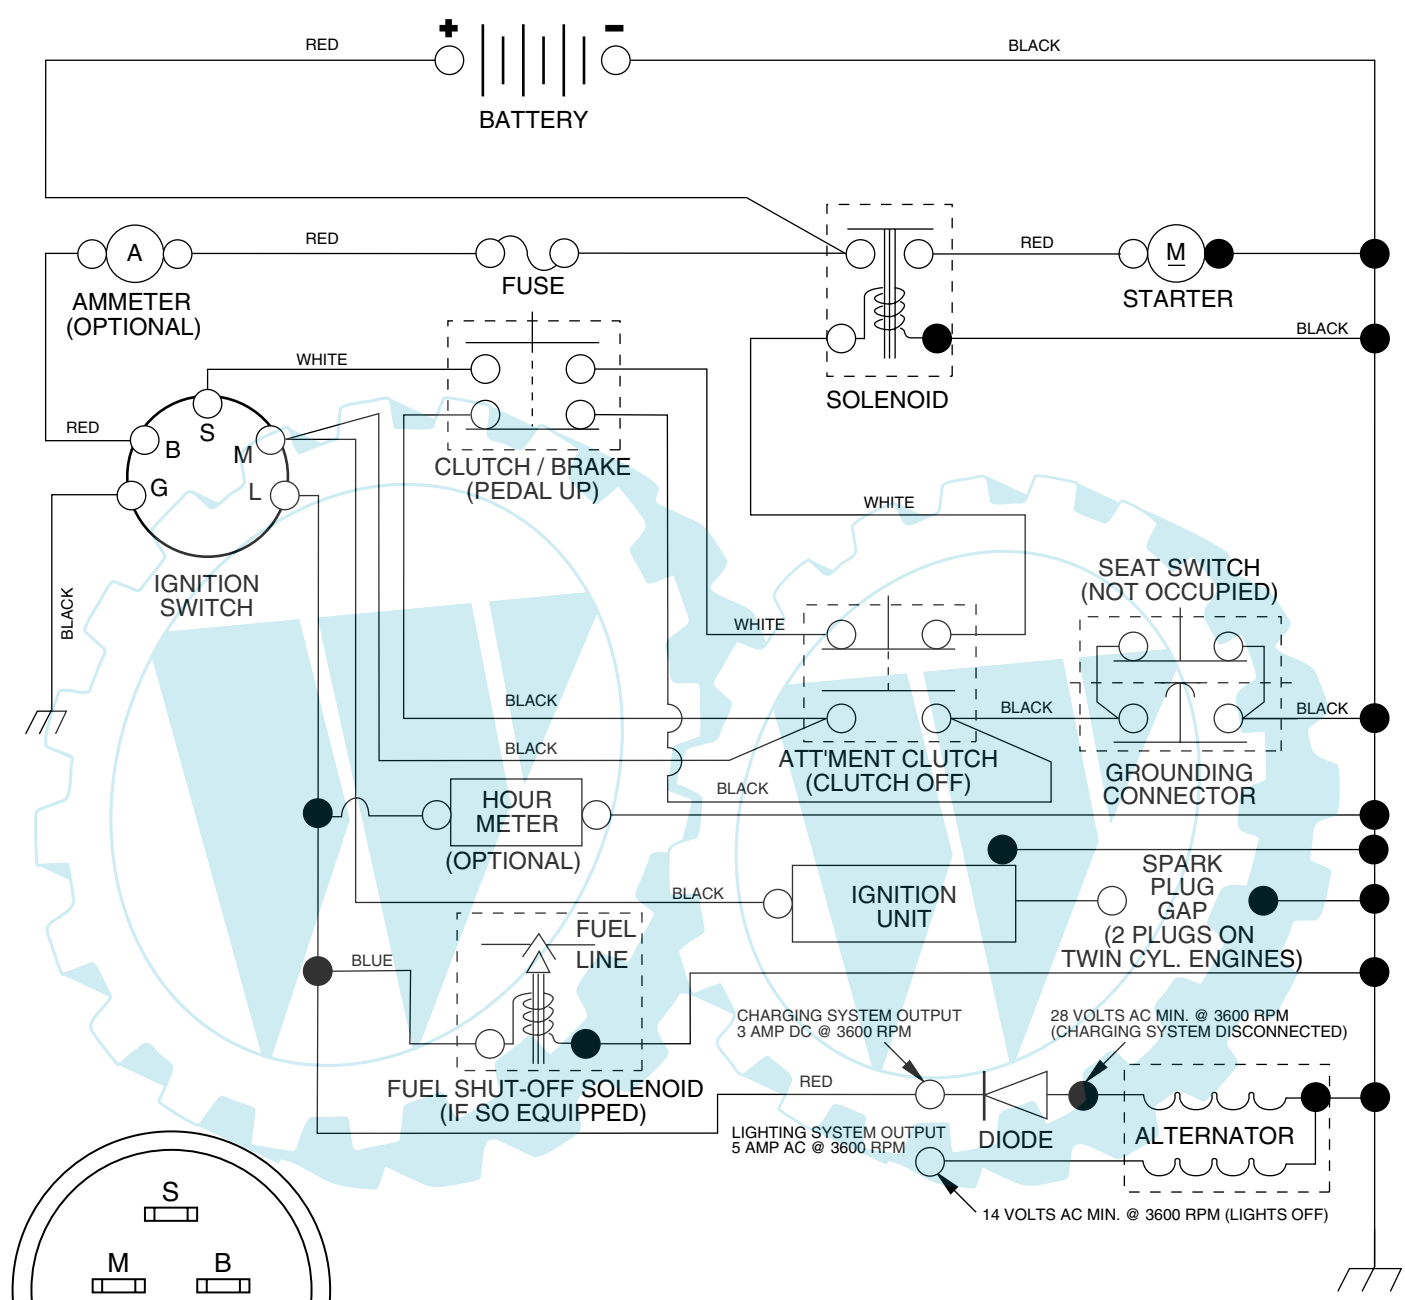 +
-
RED
BLACK
BATTERY
A
RED
RED
M
FUSE
STARTER
AMMETER
(OPTIONAL)
BLACK
WHITE
SOLENOID
RED
S
B
M
G
L
CLUTCH / BRAKE
(PEDAL UP)
WHITE
IGNITION
SWITCH
BLACK
SEAT SWITCH
(NOT OCCUPIED)
WHITE
BLACK
BLACK
BLACK
BLACK
ATT'MENT CLUTCH
(CLUTCH OFF)
GROUNDING
CONNECTOR
BLACK
HOUR
METER
(OPTIONAL)
SPARK
PLUG
GAP
(2 PLUGS ON
TWIN CYL. ENGINES)
BLACK
IGNITION
UNIT
FUEL
LINE
BLUE
CHARGING SYSTEM OUTPUT
3 AMP DC @ 3600 RPM
28 VOLTS AC MIN. @ 3600 RPM
(CHARGING SYSTEM DISCONNECTED)
FUEL SHUT-OFF SOLENOID
(IF SO EQUIPPED)
RED
LIGHTING SYSTEM OUTPUT
5 AMP AC @ 3600 RPM
DIODE
ALTERNATOR
14 VOLTS AC MIN. @ 3600 RPM (LIGHTS OFF)
S
M
B